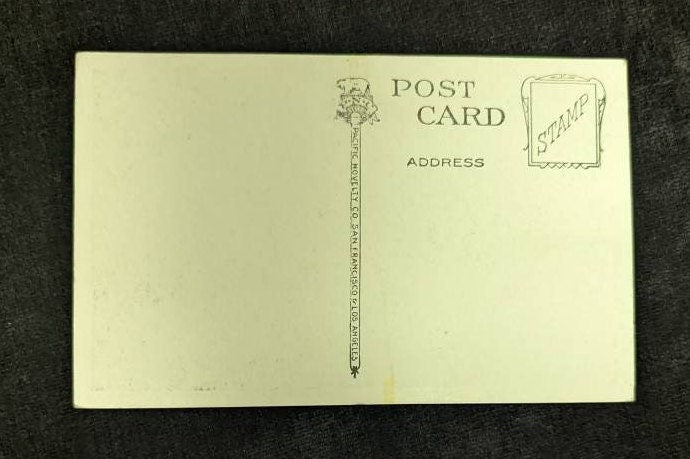 POST
CARD
STAMP
ADDRESS
PACIFIC NOVELTY CO. SAN FRANCISCO & LOS ANGELES